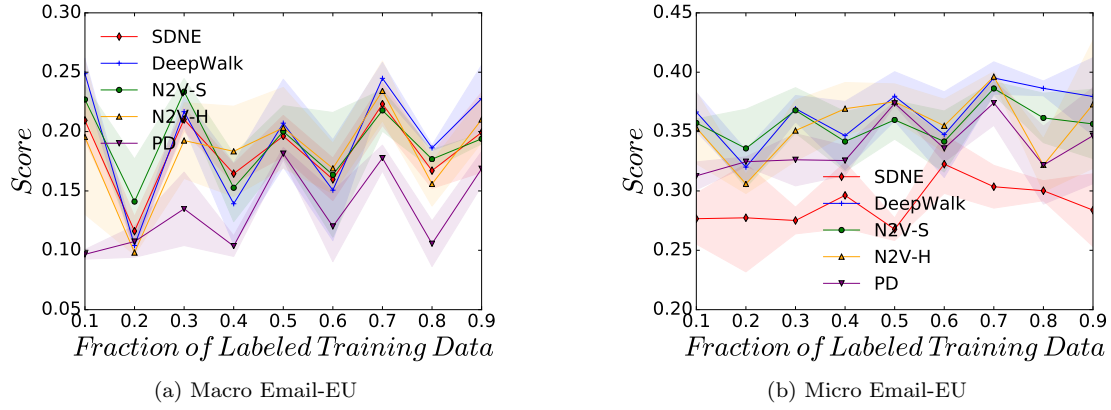 0.30
0.25
0.20
0.15
0.10
0.05
Score
SDNE
DeepWalk
N2V-S
N2V-H
PD
0.1 0.2 0.3 0.4 0.5 0.6 0.7 0.8 0.9
Fraction of Labeled Training Data
(a) Macro Email-EU
0.45
0.40
0.35
0.30
0.25
0.20
Score
SDNE
DeepWalk
N2V-S
N2V-H
PD
0.1 0.2 0.3 0.4 0.5 0.6 0.7 0.8 0.9
Fraction of Labeled Training Data
(b) Micro Email-EU